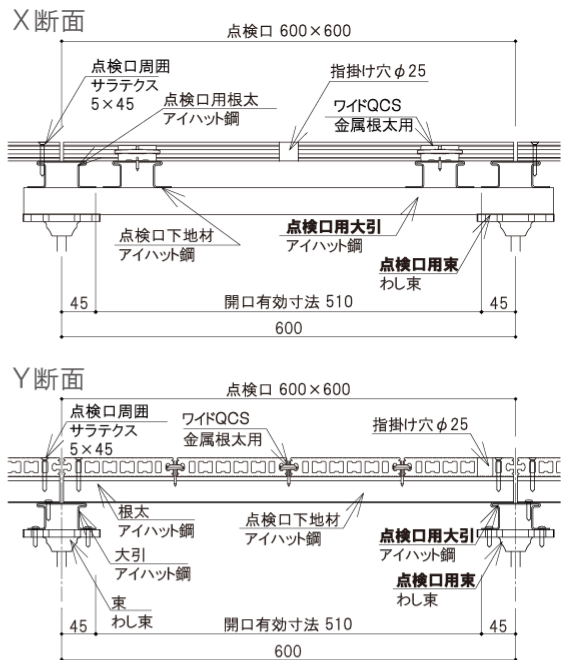 X断面
点検口 600×600
点検口周囲
サラテクス
5×45
点検口用根太
アイハット鋼
指掛け穴φ25
ワイドQCS
金属根太用
点検口下地材
アイハット鋼
点検口用大引
アイハット鋼
点検口用束
わし束
45
開口有効寸法 510
45
600
Y断面
点検口 600×600
点検口周囲
サラテクス
5×45
ワイドQCS
金属根太用
指掛け穴φ25
根太
アイハット鋼
大引
アイハット鋼
束
わし束
点検口下地材
アイハット鋼
点検口用大引
アイハット鋼
点検口用束
わし束
45
開口有効寸法 510
45
600